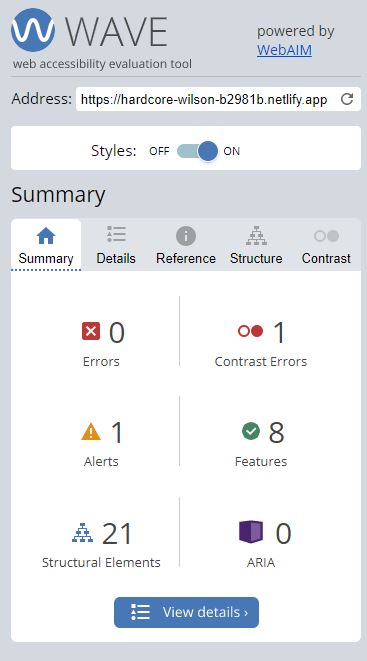 WAVE
powered by
WebAIM
web accessibility evaluation tool
Address: https://hardcore-wilson-b2981b.netlify.app
Styles: OFF ON
Summary
Summary Details Reference Structure Contrast
0 1
Errors Contrast Errors
1 8
Alerts Features
21 0
Structural Elements ARIA
View details ›